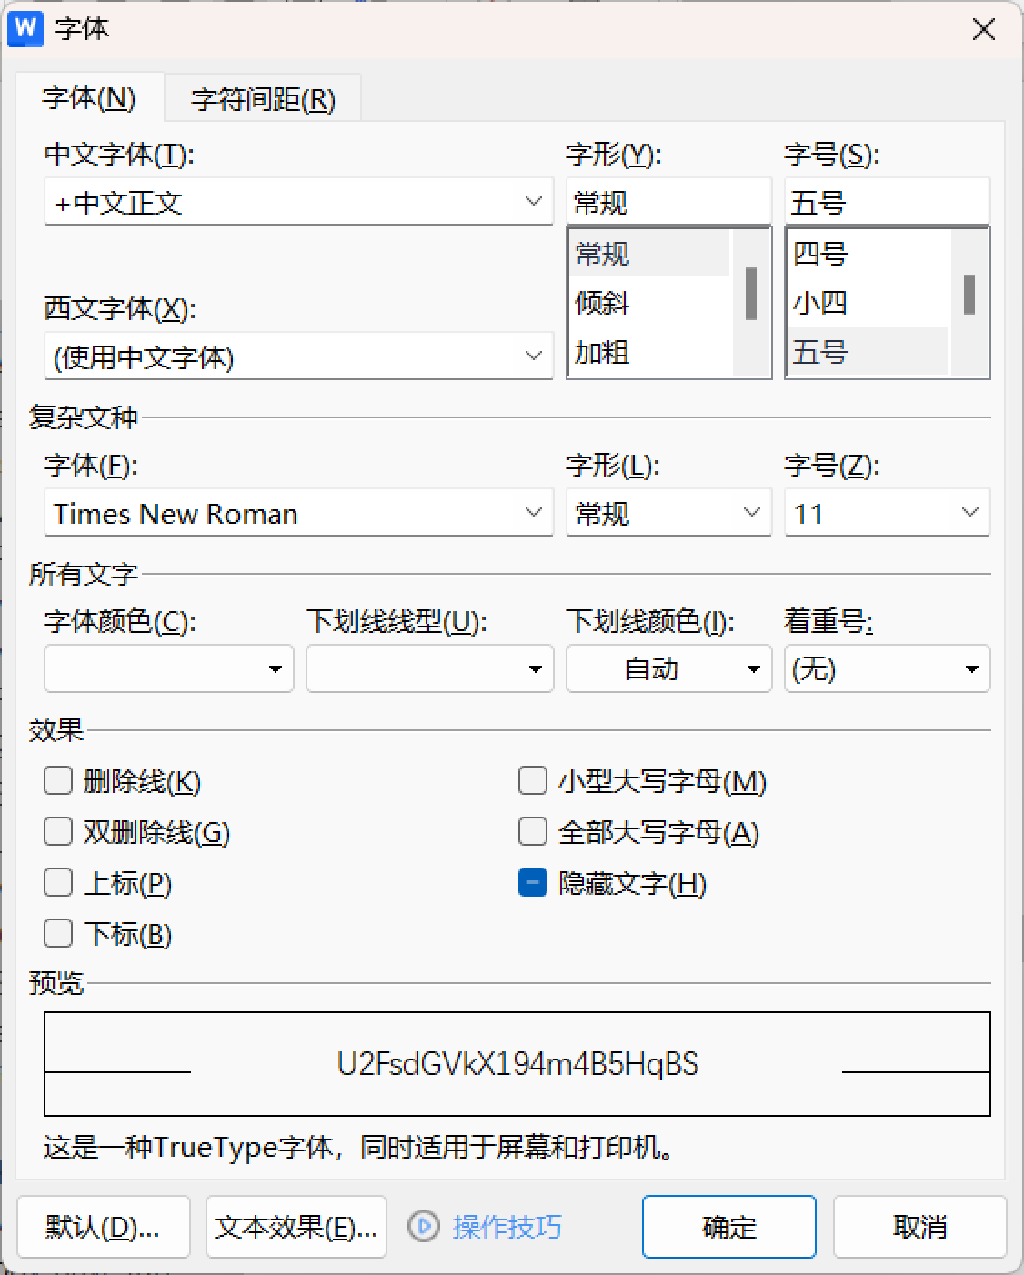 W 字体
字体(N) 字符间距(R)
中文字体(T): 字形(Y): 字号(S):
+中文正文 常规 五号
常规 四号
倾斜 小四
西文字体(X):
(使用中文字体) 加粗 五号
复杂文种
字体(F): 字形(L): 字号(Z):
Times New Roman 常规 11
所有文字
字体颜色(C): 下划线线型(U): 下划线颜色(I): 着重号:
自动 (无)
效果
删除线(K) 小型大写字母(M)
双删除线(G) 全部大写字母(A)
上标(P) 隐藏文字(H)
下标(B)
预览
U2FsdGVkX194m4B5HqBS
这是一种TrueType字体，同时适用于屏幕和打印机。
默认(D)... 文本效果(E)... 操作技巧 确定 取消